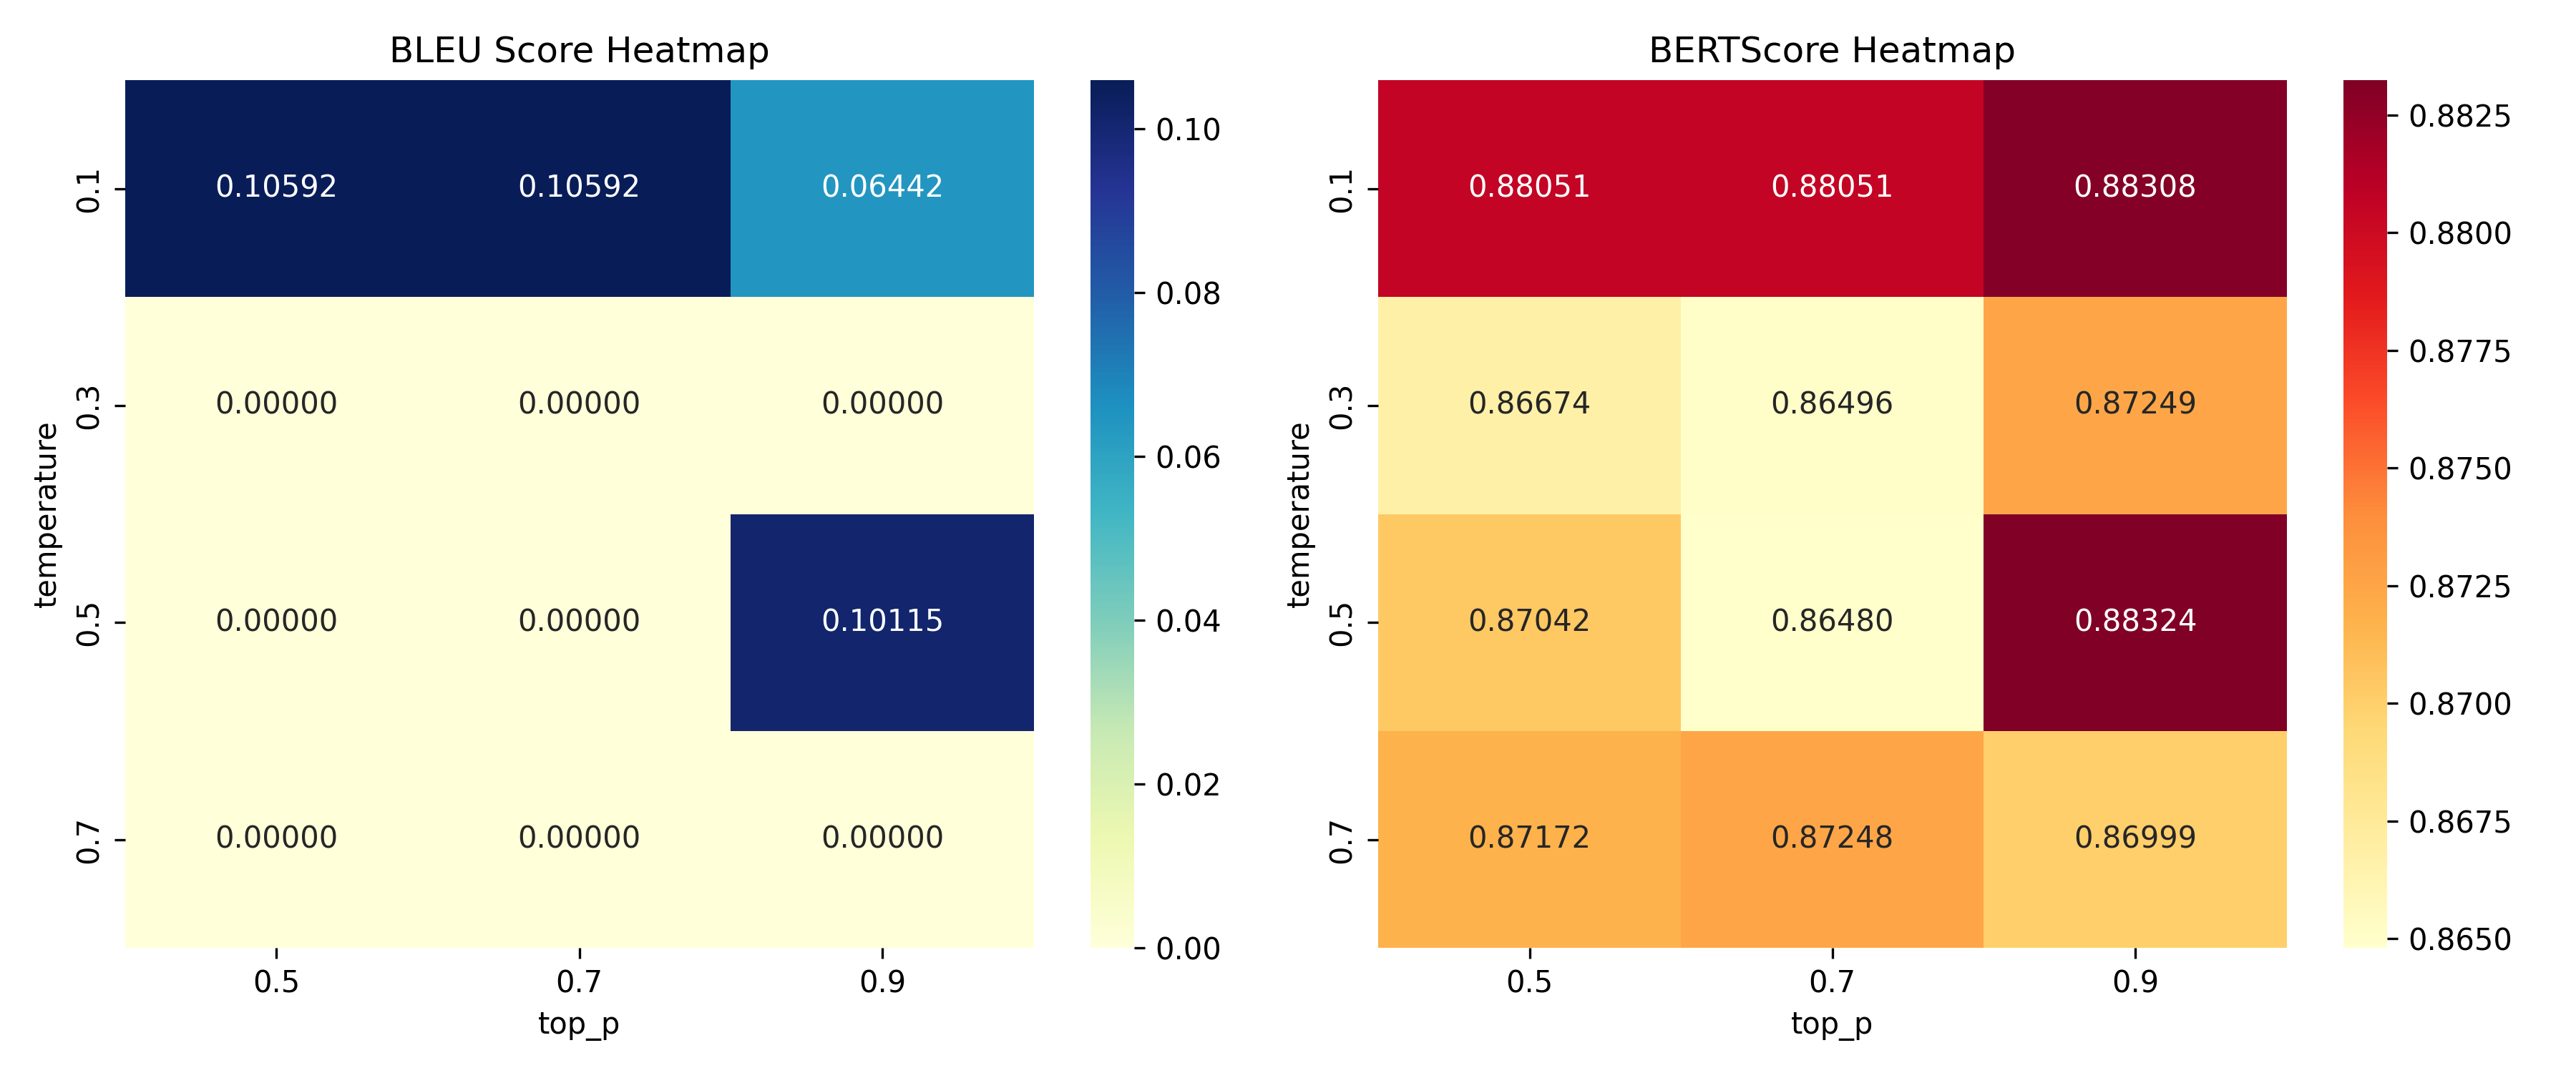 BLEU Score Heatmap
0.10592 0.10592 0.06442
0.00000 0.00000 0.00000
0.00000 0.00000 0.10115
0.00000 0.00000 0.00000
0.1
0.3
0.5
0.7
temperature
0.5 0.7 0.9
top_p
0.10
0.08
0.06
0.04
0.02
0.00
BERTScore Heatmap
0.88051 0.88051 0.88308
0.86674 0.86496 0.87249
0.87042 0.86480 0.88324
0.87172 0.87248 0.86999
0.1
0.3
0.5
0.7
temperature
0.5 0.7 0.9
top_p
0.8825
0.8800
0.8775
0.8750
0.8725
0.8700
0.8675
0.8650